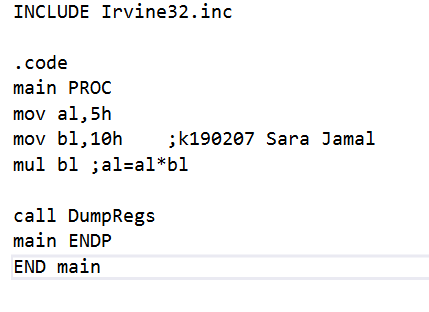 INCLUDE Irvine32.inc
.code
main PROC
mov al,5h
mov bl,10h    ;k190207 Sara Jamal
mul bl ;al=al*bl
call DumpRegs
main ENDP
END main